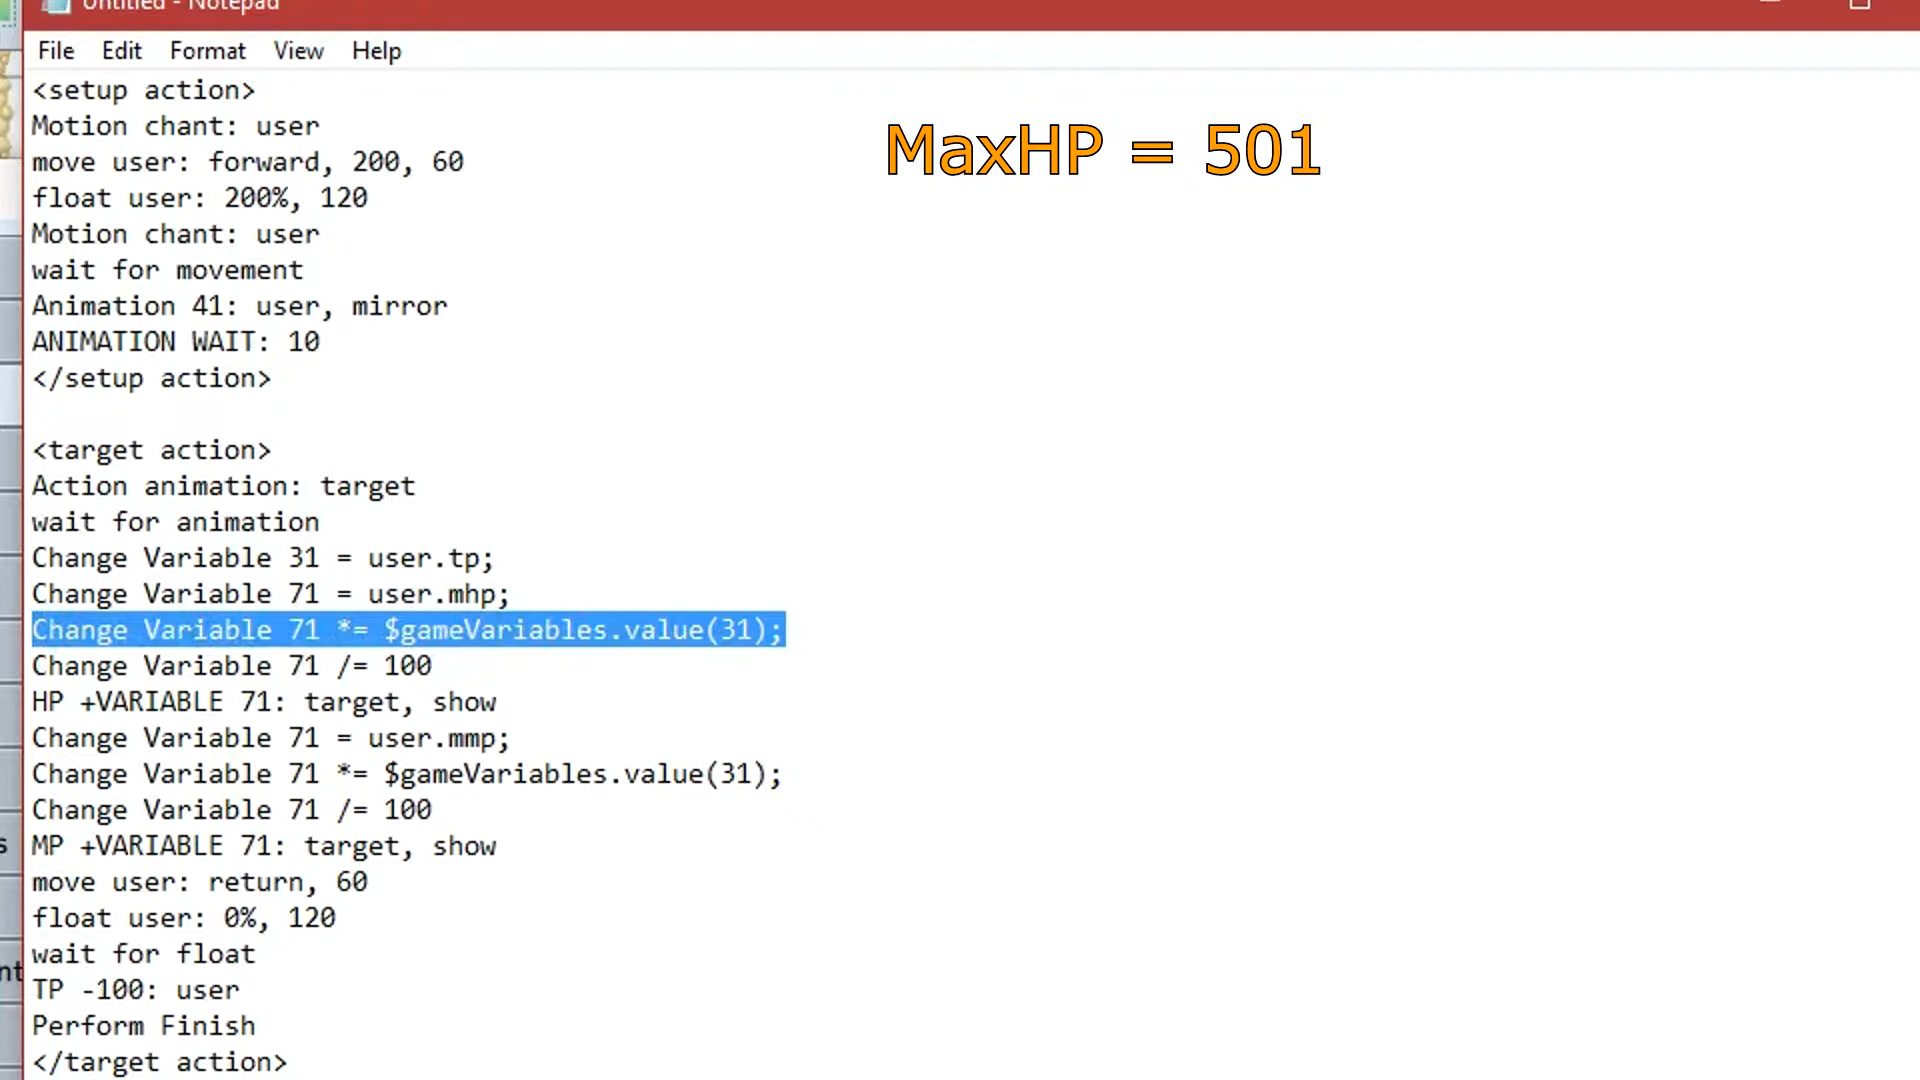 Untitled - Notepad
File Edit Format View Help
<setup action>
Motion chant: user
move user: forward, 200, 60
float user: 200%, 120
Motion chant: user
wait for movement
Animation 41: user, mirror
ANIMATION WAIT: 10
</setup action>
MaxHP = 501
<target action>
Action animation: target
wait for animation
Change Variable 31 = user.tp;
Change Variable 71 = user.mhp;
Change Variable 71 *= $gameVariables.value(31);
Change Variable 71 /= 100
HP +VARIABLE 71: target, show
Change Variable 71 = user.mmp;
Change Variable 71 *= $gameVariables.value(31);
Change Variable 71 /= 100
MP +VARIABLE 71: target, show
move user: return, 60
float user: 0%, 120
wait for float
TP -100: user
Perform Finish
</target action>